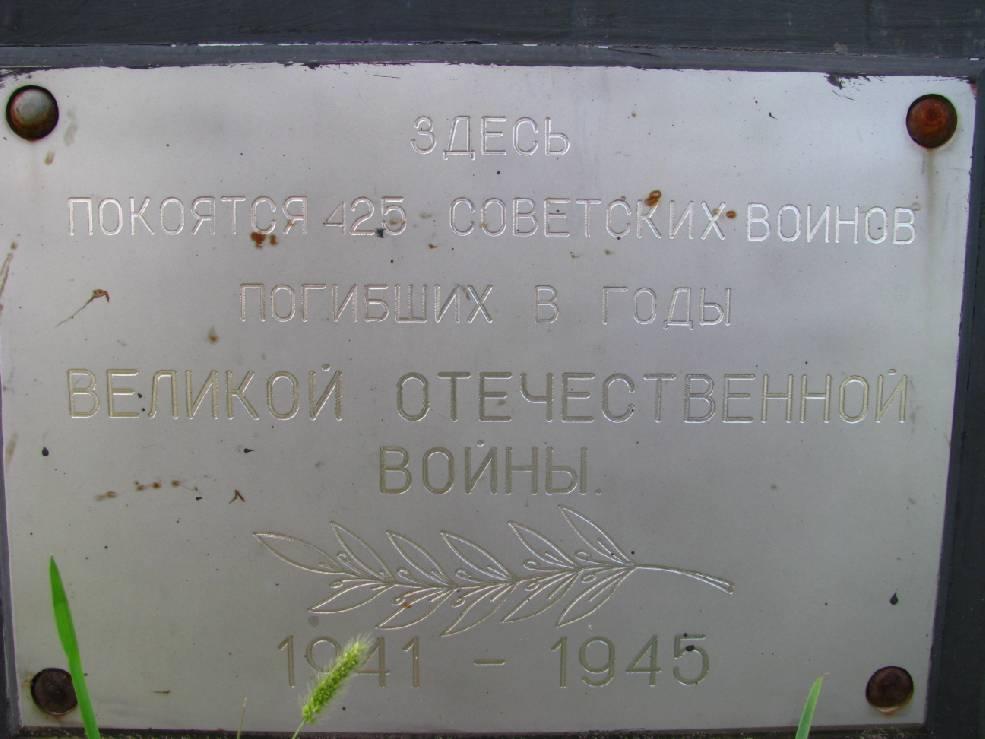 ЗДЕСЬ
ПОКОЯТСЯ 425 СОВЕТСКИХ ВОИНОВ
ПОГИБШИХ В ГОДЫ
ВЕЛИКОЙ ОТЕЧЕСТВЕННОЙ
ВОЙНЫ.
1941 - 1945